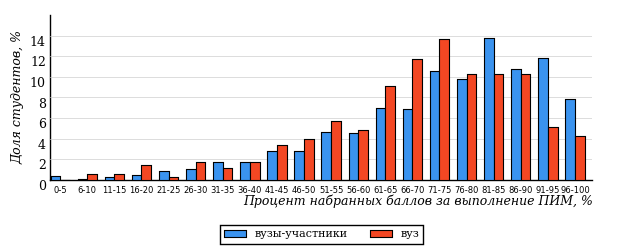 Доля студентов, %
14
12
10
8
6
4
2
0
0-5 6-10 11-15 16-20 21-25 26-30 31-35 36-40 41-45 46-50 51-55 56-60 61-65 66-70 71-75 76-80 81-85 86-90 91-95 96-100
Процент набранных баллов за выполнение ПИМ, %
вузы-участники вуз